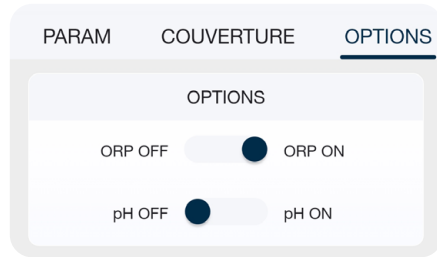 PARAM COUVERTURE OPTIONS
OPTIONS
ORP OFF ORP ON
pH OFF pH ON